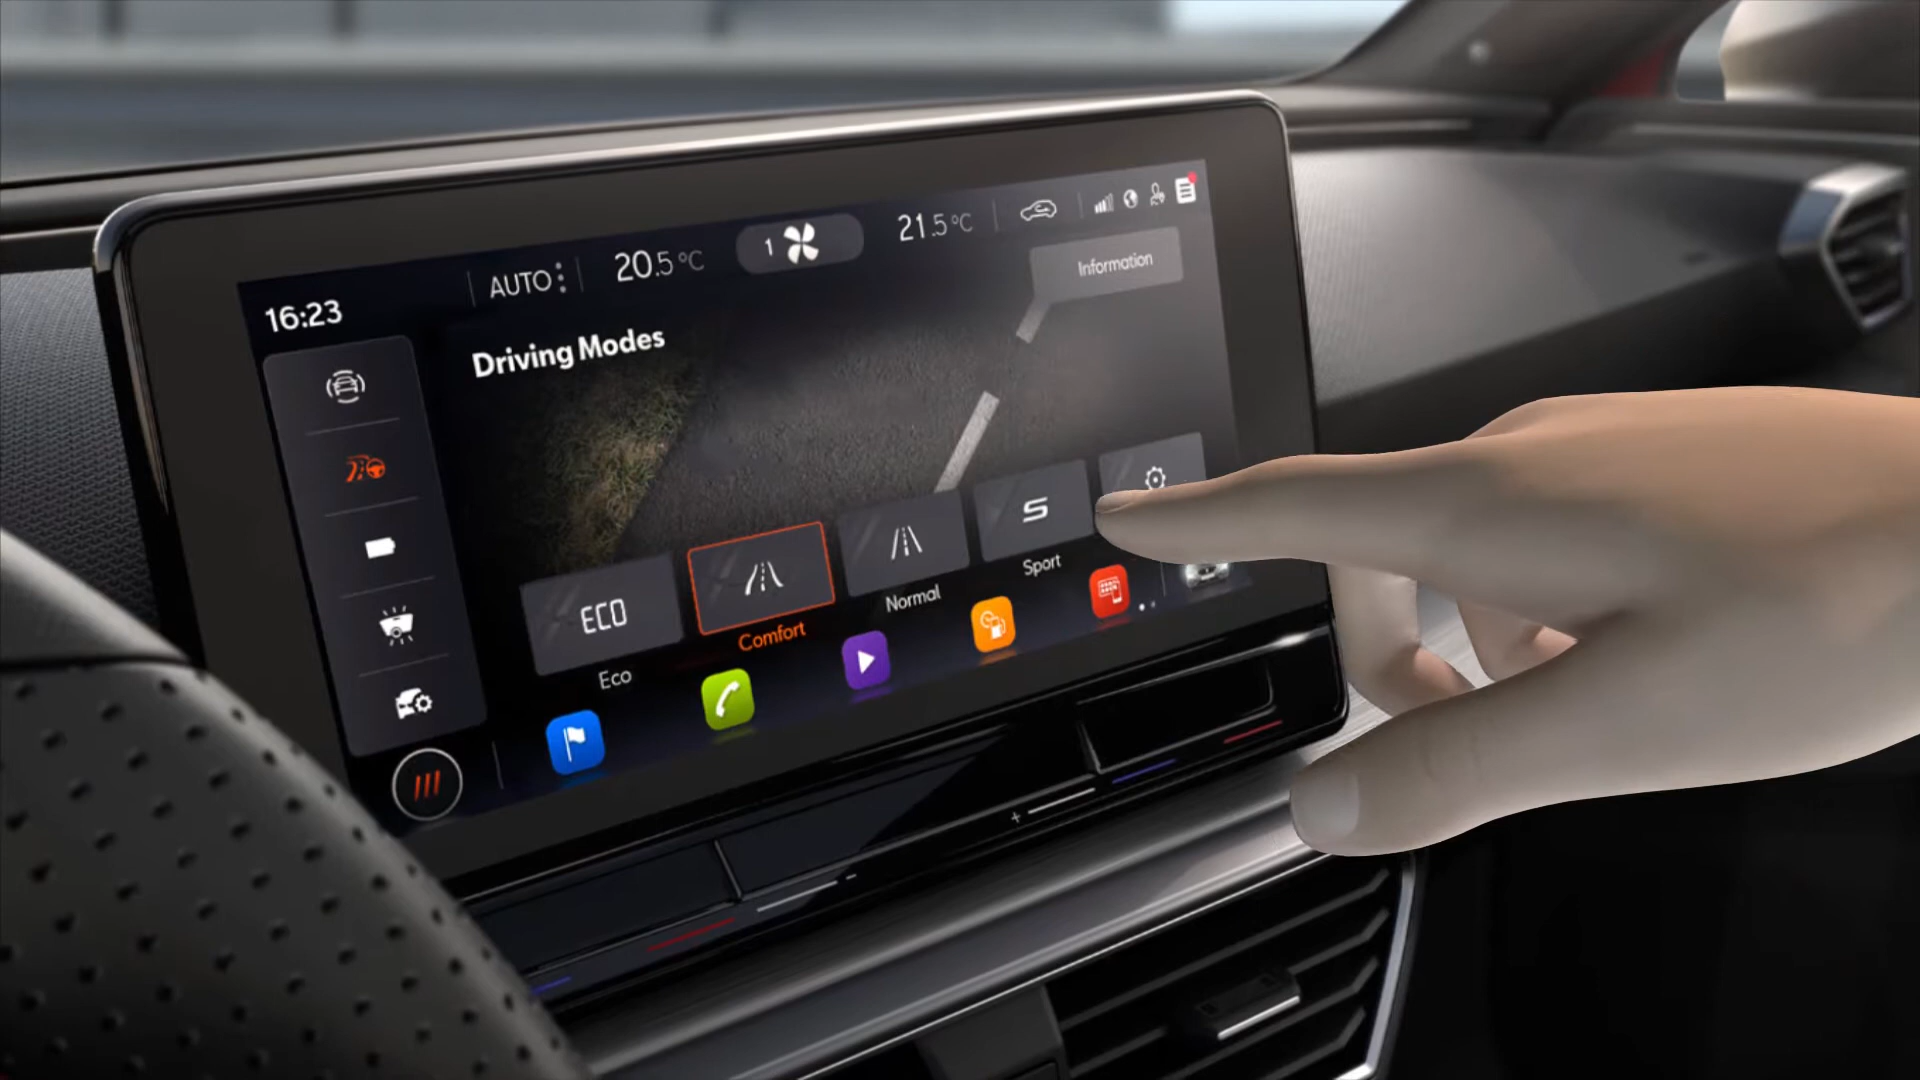 16:23
AUTO
20.5 °C
1
21.5 °C
Information
Driving Modes
ECO
S
Eco
Comfort
Normal
Sport
+
-